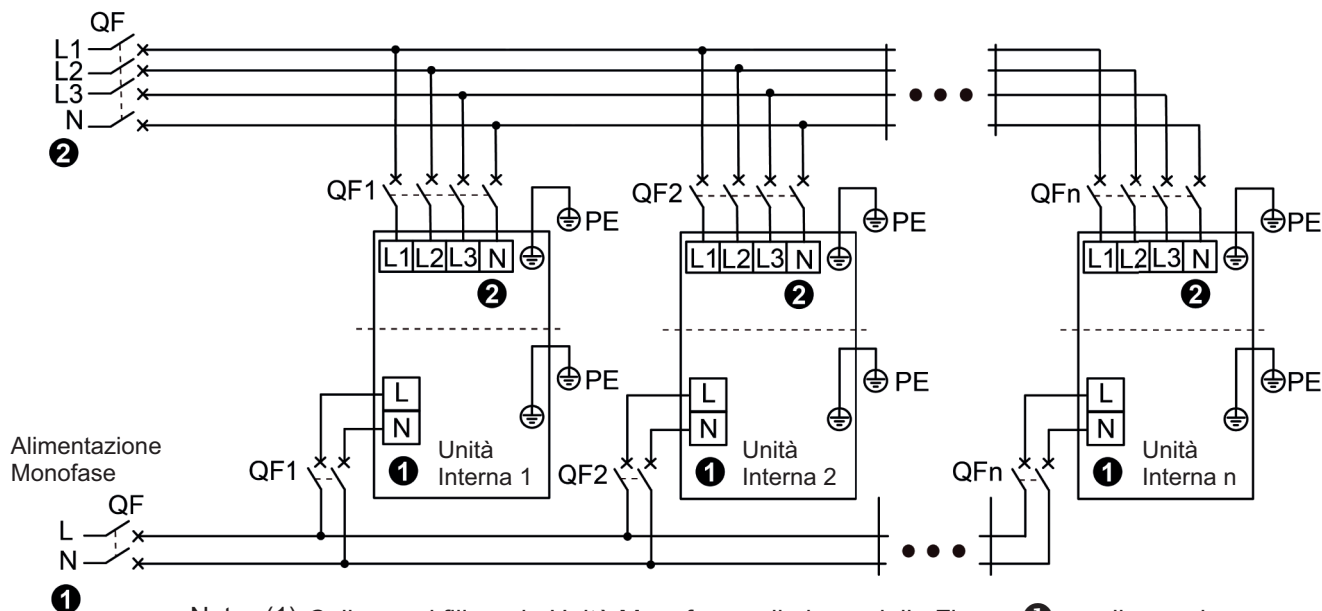 QF
L1
L2
L3
N
2
QF1
QF2
QFn
PE
PE
PE
L1 L2 L3 N
L1 L2 L3 N
L1 L2 L3 N
2
2
2
PE
PE
PE
L
N
L
N
L
N
1 Unità Interna 1
1 Unità Interna 2
1 Unità Interna n
Alimentazione
Monofase
QF1
QF2
QFn
QF
L
N
1